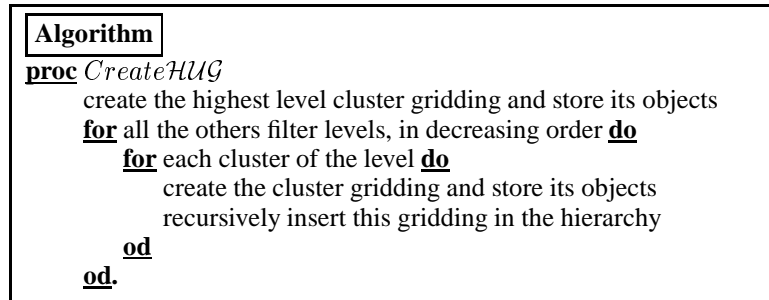 Algorithm
proc CreateHUG
create the highest level cluster gridding and store its objects
for all the others filter levels, in decreasing order do
for each cluster of the level do
create the cluster gridding and store its objects
recursively insert this gridding in the hierarchy
od
od.